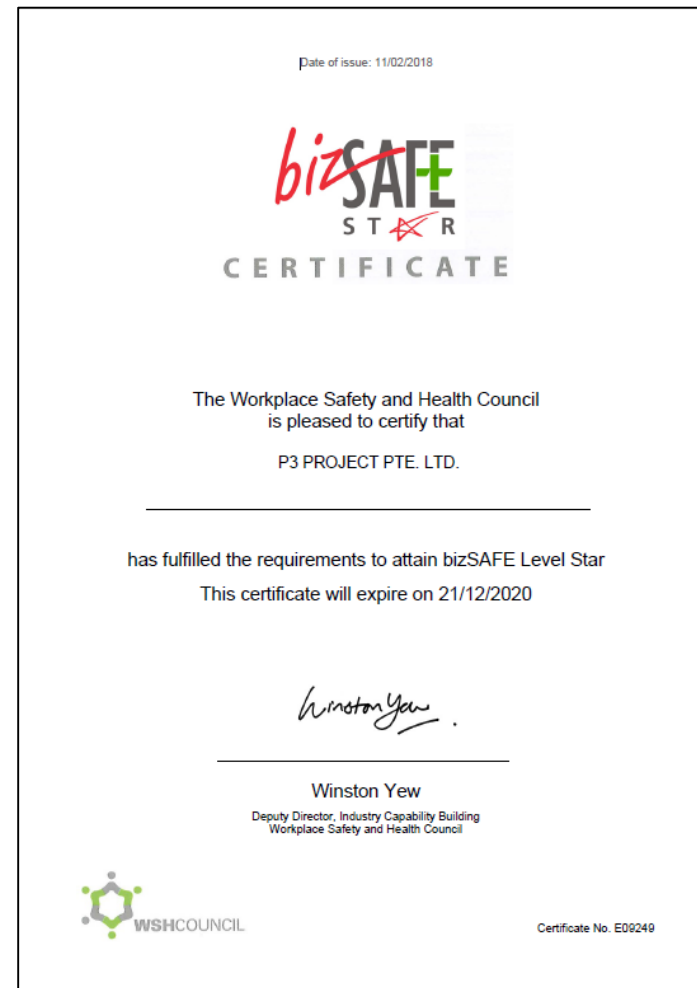 Date of issue: 11/02/2018
bizSAFE
STAR
CERTIFICATE
The Workplace Safety and Health Council
is pleased to certify that
P3 PROJECT PTE. LTD.
has fulfilled the requirements to attain bizSAFE Level Star
This certificate will expire on 21/12/2020
Winston Yew
Winston Yew
Deputy Director, Industry Capability Building
Workplace Safety and Health Council
WSHCOUNCIL
Certificate No. E09249